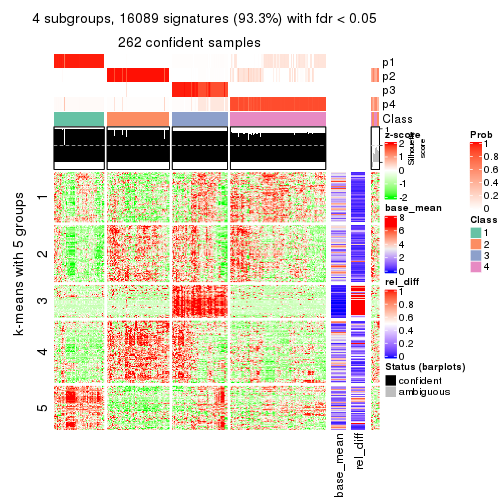 4 subgroups, 16089 signatures (93.3%) with fdr < 0.05
262 confident samples
p1
p2
p3
p4
Class
1
Silhouette
score
k-means with 5 groups
1
2
3
4
5
base_mean
rel_diff
z-score
2
1
0
-1
-2
base_mean
8
6
4
2
0
rel_diff
1
0.8
0.6
0.4
0.2
0
Status (barplots)
confident
ambiguous
Prob
1
0.8
0.6
0.4
0.2
0
Class
1
2
3
4